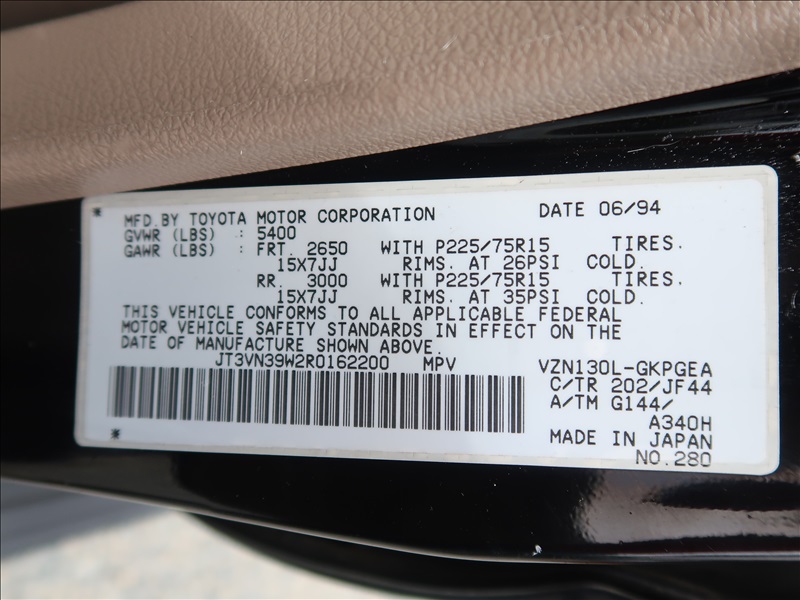 * MFD.BY TOYOTA MOTOR CORPORATION DATE 06/94
GVWR (LBS) : 5400
GAWR (LBS) : FRT. 2650 WITH P225/75R15 TIRES.
15X7JJ RIMS. AT 26PSI COLD.
RR. 3000 WITH P225/75R15 TIRES.
15X7JJ RIMS. AT 35PSI COLD.
THIS VEHICLE CONFORMS TO ALL APPLICABLE FEDERAL
MOTOR VEHICLE SAFETY STANDARDS IN EFFECT ON THE
DATE OF MANUFACTURE SHOWN ABOVE.
JT3VN39W2R0162200 MPV VZN130L-GKPGEA
C/TR 202/JF44
A/TM G144/
A340H
* MADE IN JAPAN
NO.280